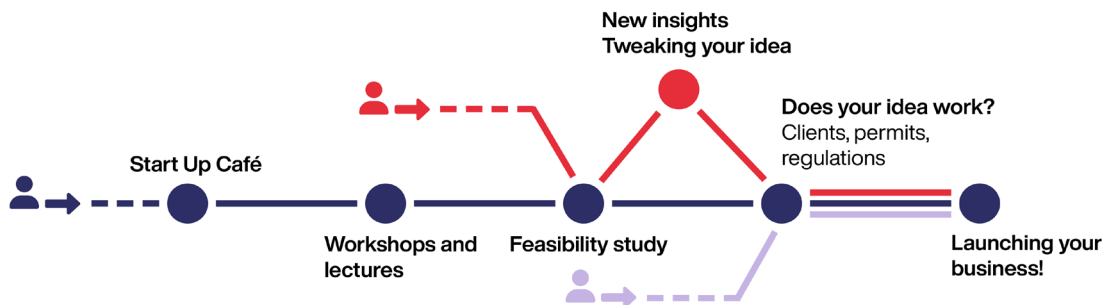 New insights
Tweaking your idea
Does your idea work?
Clients, permits,
regulations
Start Up Café
Workshops and
lectures
Feasibility study
Launching your
business!